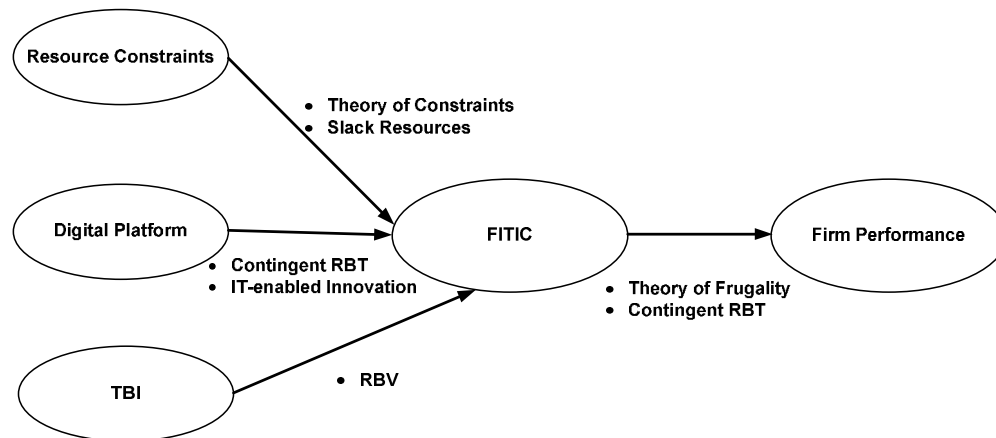 Resource Constraints
• Theory of Constraints
• Slack Resources
Digital Platform
FITIC
Firm Performance
• Contingent RBT
• IT-enabled Innovation
• Theory of Frugality
• Contingent RBT
TBI
• RBV